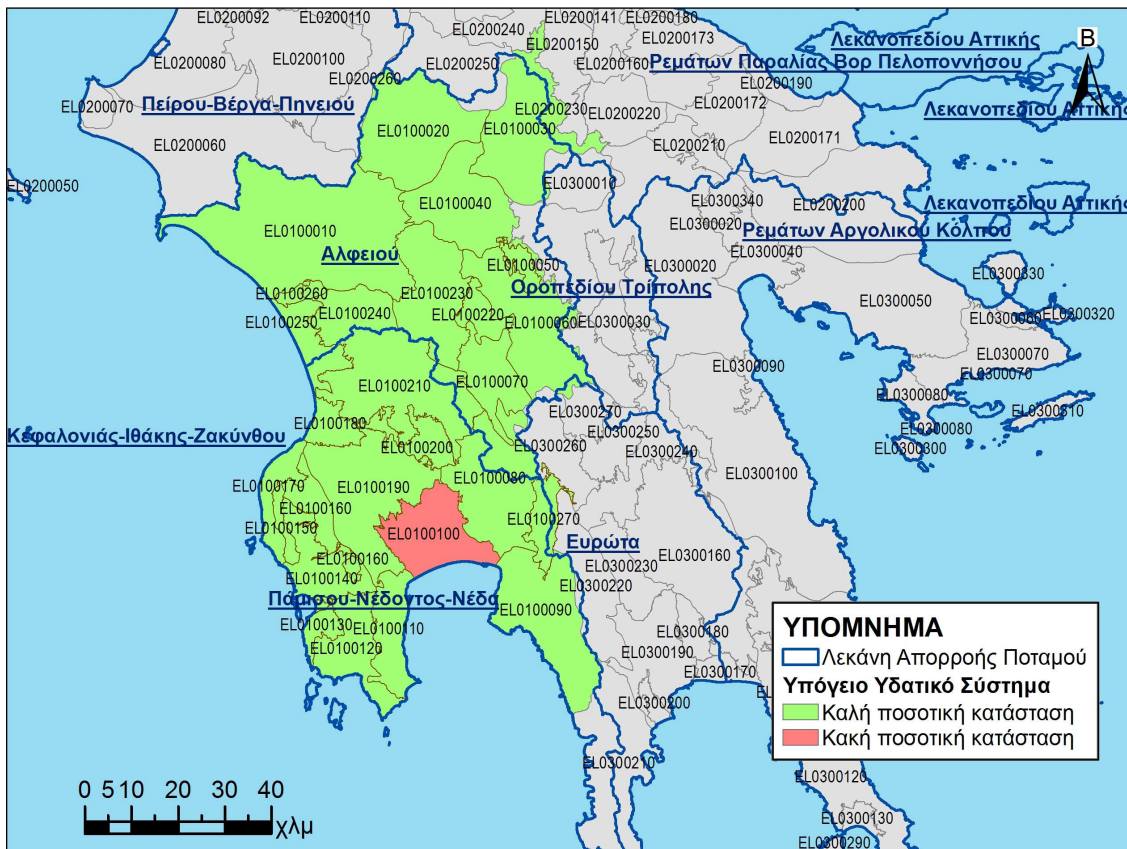 EL0200092
EL0200110
EL0200240
EL0200141
EL0200180
EL0200150
EL0200173
Λεκανοπεδίου Αττικής
Β
EL0200080
EL0200100
EL0200250
EL0200160
Ρεμάτων Παραλίας Βορ Πελοποννήσου
EL0200260
EL0200190
EL0200070
Πείρου-Βέργα-Πηνειού
EL0200230
EL0200172
Λεκανοπεδίου Αττικής
EL0200220
EL0100020
EL0100030
EL0200171
EL0200060
EL0200210
EL0200050
EL0300010
EL0100040
EL0300340
EL0200200
Λεκανοπεδίου Αττικής
EL0100010
EL0300020
Ρεμάτων Αργολικού Κόλπου
Αλφειού
EL0300040
EL0100050
EL0300020
EL0300330
Οροπεδίου Τρίπολης
EL0100260
EL0100230
EL0300050
EL0100250
EL0100240
EL0100220
EL0100060
EL0300030
EL0300060
EL0200320
EL0300070
EL0300090
EL0300070
EL0100210
EL0100070
EL0300080
EL0300270
EL0300310
EL0100180
EL0300250
EL0300080
Κεφαλονιάς-Ιθάκης-Ζακύνθου
EL0100200
EL0300260
EL0300240
EL0300300
EL0100080
EL0300100
EL0100170
EL0100190
EL0100160
EL0100150
EL0100100
EL0100270
Ευρώτα
EL0100160
EL0300160
EL0300230
EL0100140
EL0300220
Πάμισου-Νέδοντος-Νέδα
EL0100090
EL0100130
EL0100110
EL0300180
EL0100120
EL0300190
EL0300170
EL0300200
EL0300210
ΥΠΟΜΝΗΜΑ
Λεκάνη Απορροής Ποταμού
Υπόγειο Υδατικό Σύστημα
Καλή ποσοτική κατάσταση
Κακή ποσοτική κατάσταση
EL0300120
EL0300130
EL0300290
0 5 10 20 30 40
χλμ